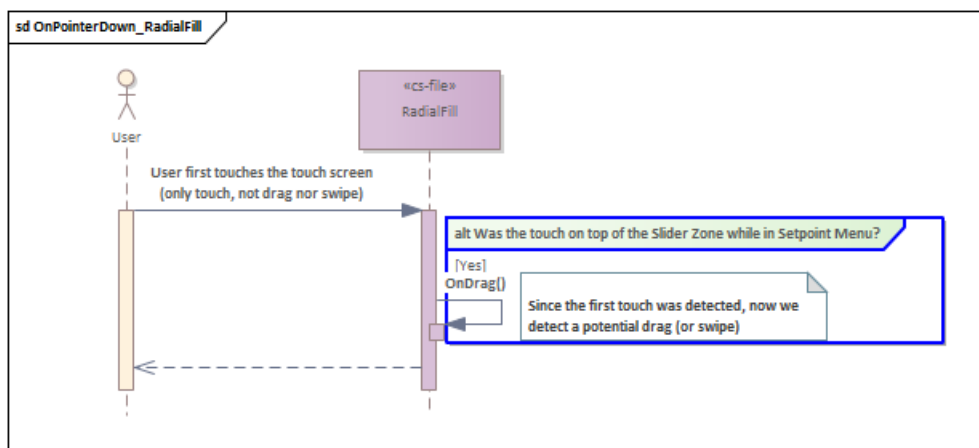 sd OnPointerDown_RadialFill
«cs-file»
RadialFill
User
User first touches the touch screen
(only touch, not drag nor swipe)
alt Was the touch on top of the Slider Zone while in Setpoint Menu?
[Yes]
OnDrag()
Since the first touch was detected, now we
detect a potential drag (or swipe)